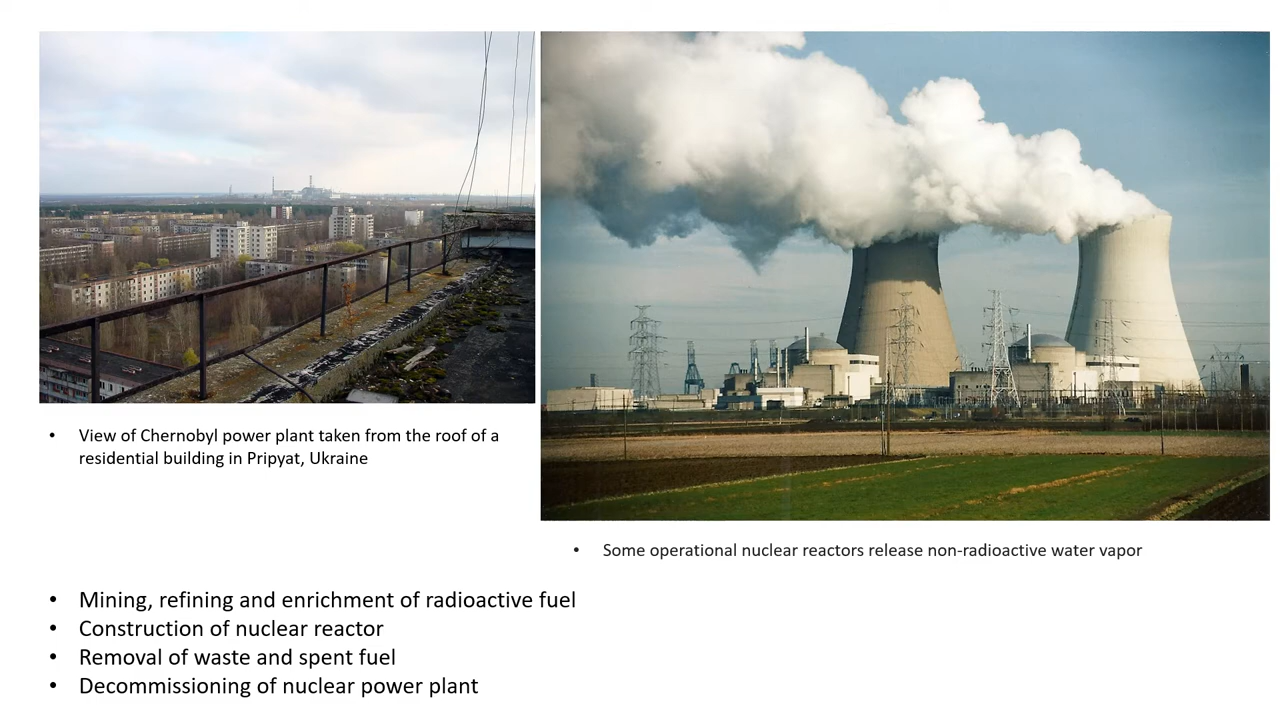 • View of Chernobyl power plant taken from the roof of a
residential building in Pripyat, Ukraine
• Some operational nuclear reactors release non-radioactive water vapor
• Mining, refining and enrichment of radioactive fuel
• Construction of nuclear reactor
• Removal of waste and spent fuel
• Decommissioning of nuclear power plant